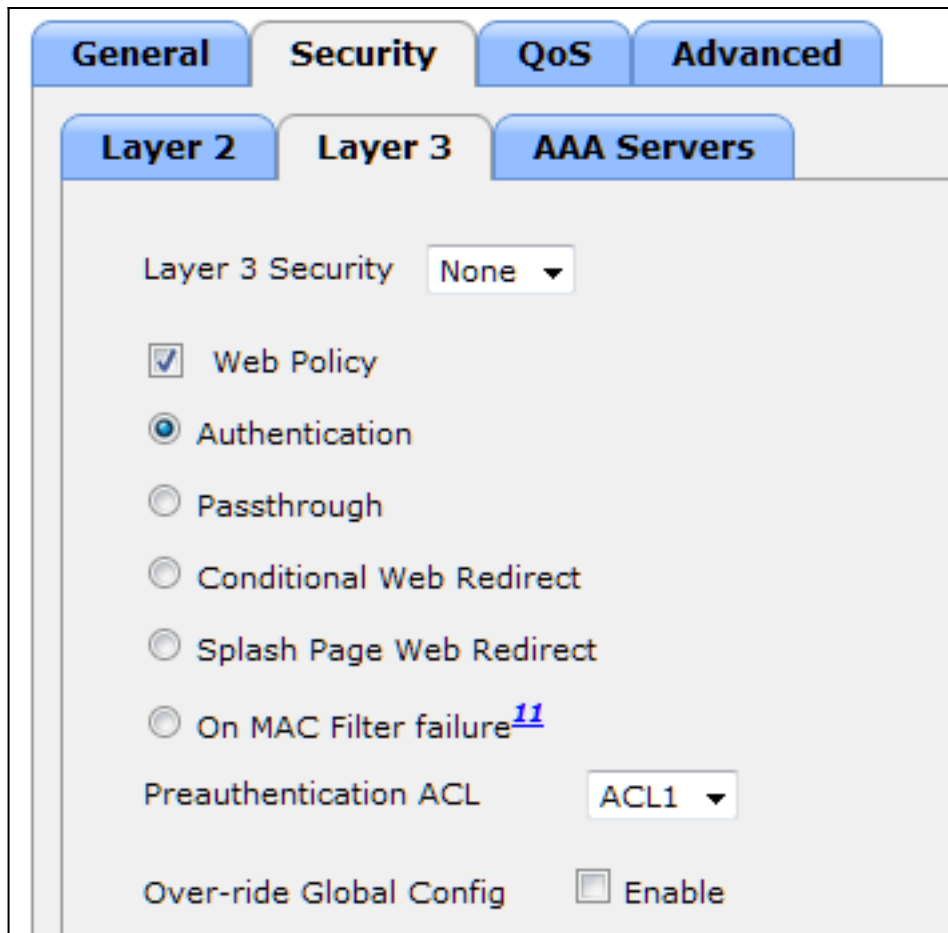 General Security QoS Advanced
Layer 2 Layer 3 AAA Servers
Layer 3 Security None
Web Policy
Authentication
Passthrough
Conditional Web Redirect
Splash Page Web Redirect
On MAC Filter failure11
Preauthentication ACL ACL1
Over-ride Global Config Enable